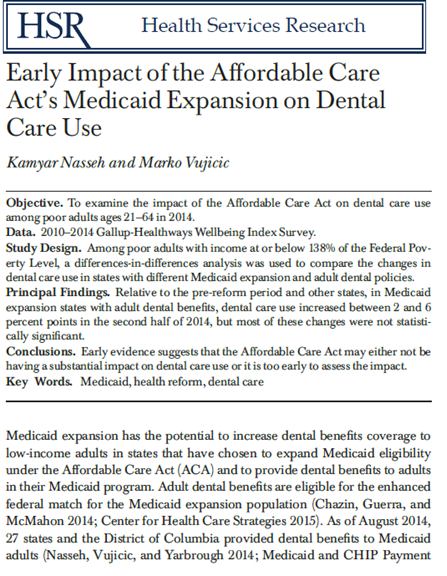 HSR Health Services Research
Early Impact of the Affordable Care
Act's Medicaid Expansion on Dental
Care Use
Kamyar Nasseh and Marko Vujicic
Objective. To examine the impact of the Affordable Care Act on dental care use
among poor adults ages 21–64 in 2014.
Data. 2010–2014 Gallup-Healthways Wellbeing Index Survey.
Study Design. Among poor adults with income at or below 138% of the Federal Pov-
erty Level, a differences-in-differences analysis was used to compare the changes in
dental care use in states with different Medicaid expansion and adult dental policies.
Principal Findings. Relative to the pre-reform period and other states, in Medicaid
expansion states with adult dental benefits, dental care use increased between 2 and 6
percent points in the second half of 2014, but most of these changes were not statisti-
cally significant.
Conclusions. Early evidence suggests that the Affordable Care Act may either not be
having a substantial impact on dental care use or it is too early to assess the impact.
Key Words. Medicaid, health reform, dental care
Medicaid expansion has the potential to increase dental benefits coverage to
low-income adults in states that have chosen to expand Medicaid eligibility
under the Affordable Care Act (ACA) and to provide dental benefits to adults
in their Medicaid program. Adult dental benefits are eligible for the enhanced
federal match for the Medicaid expansion population (Chazin, Guerra, and
McMahon 2014; Center for Health Care Strategies 2015). As of August 2014,
27 states and the District of Columbia provided dental benefits to Medicaid
adults (Nasseh, Vujicic, and Yarbrough 2014; Medicaid and CHIP Payment